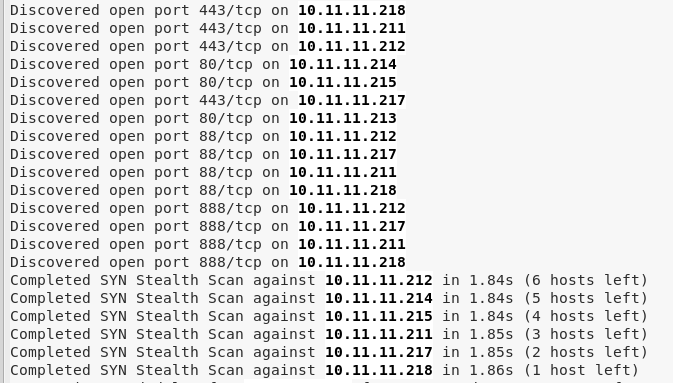 Discovered open port 443/tcp on 10.11.11.218
Discovered open port 443/tcp on 10.11.11.211
Discovered open port 443/tcp on 10.11.11.212
Discovered open port 80/tcp on 10.11.11.214
Discovered open port 80/tcp on 10.11.11.215
Discovered open port 443/tcp on 10.11.11.217
Discovered open port 80/tcp on 10.11.11.213
Discovered open port 88/tcp on 10.11.11.212
Discovered open port 88/tcp on 10.11.11.217
Discovered open port 88/tcp on 10.11.11.211
Discovered open port 88/tcp on 10.11.11.218
Discovered open port 888/tcp on 10.11.11.212
Discovered open port 888/tcp on 10.11.11.217
Discovered open port 888/tcp on 10.11.11.211
Discovered open port 888/tcp on 10.11.11.218
Completed SYN Stealth Scan against 10.11.11.212 in 1.84s (6 hosts left)
Completed SYN Stealth Scan against 10.11.11.214 in 1.84s (5 hosts left)
Completed SYN Stealth Scan against 10.11.11.215 in 1.84s (4 hosts left)
Completed SYN Stealth Scan against 10.11.11.211 in 1.85s (3 hosts left)
Completed SYN Stealth Scan against 10.11.11.217 in 1.85s (2 hosts left)
Completed SYN Stealth Scan against 10.11.11.218 in 1.86s (1 host left)